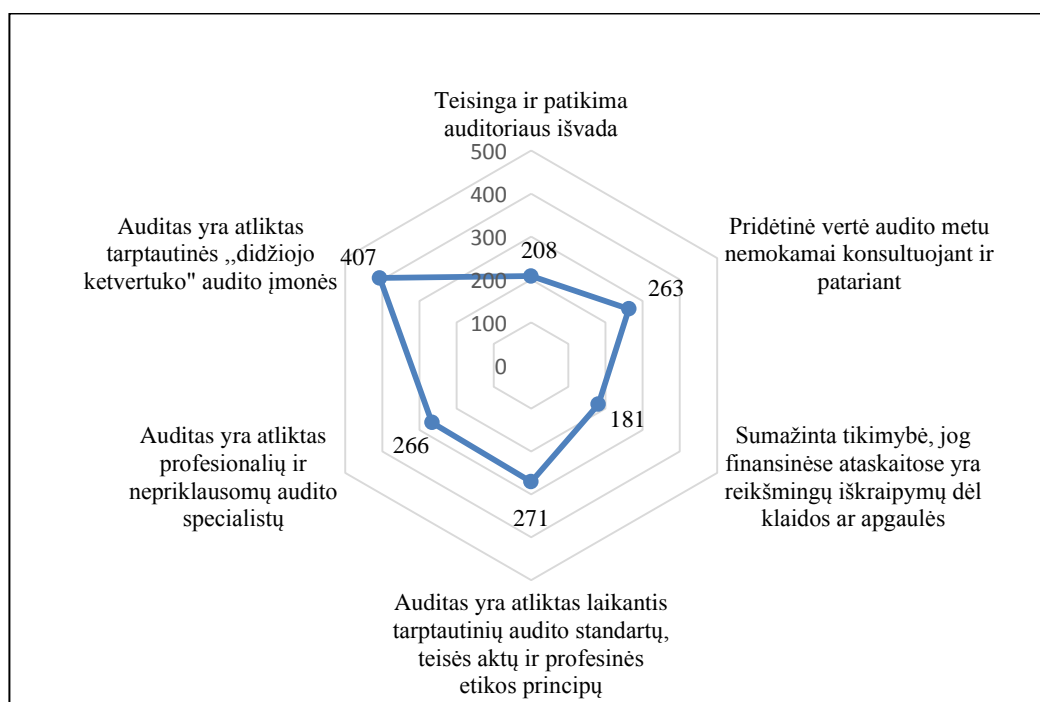 Teisinga ir patikima
auditoriaus išvada
500
400
300
200
100
0
208
263
181
271
266
407
Pridėtinė vertė audito metu
nemokamai konsultuojant ir
patariant
Sumažinta tikimybė, jog
finansinėse ataskaitose yra
reikšmingų iškraipymų dėl
klaidos ar apgaulės
Auditas yra atliktas laikantis
tarptautinių audito standartų,
teisės aktų ir profesinės
etikos principų
Auditas yra atliktas
profesionalių ir
nepriklausomų audito
specialistų
Auditas yra atliktas
tarptautinės ,,didžiojo
ketvertuko" audito įmonės